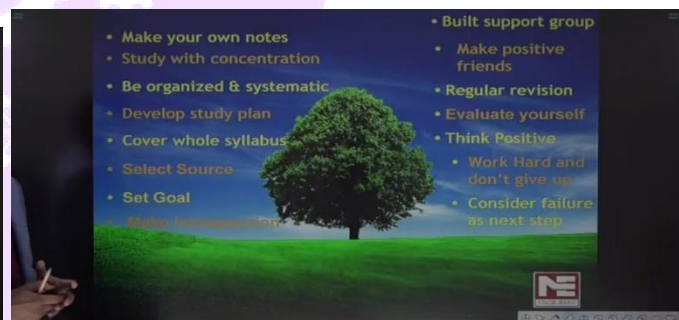 • Make your own notes
• Study with concentration
• Be organized & systematic
• Develop study plan
• Cover whole syllabus
• Select Source
• Set Goal
• Make Introspection
• Built support group
• Make positive
friends
• Regular revision
• Evaluate yourself
• Think Positive
• Work Hard and
don't give up
• Consider failure
as next step